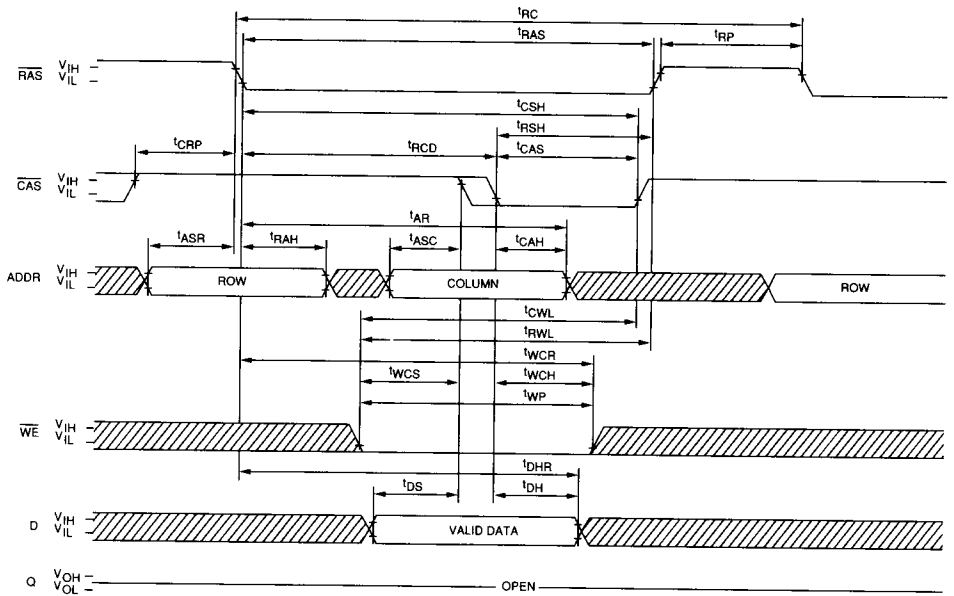 tRC
tRAS
tRP
RAS VIH
VIL
tCSH
tRSH
tCRP
tRCD
tCAS
CAS VIH
VIL
tAR
tASR
tRAH
tASC
tCAH
ADDR VIH
VIL
ROW
COLUMN
ROW
tCWL
tRWL
tWCR
tWCS
tWCH
tWP
WE VIH
VIL
tDHR
tDS
tDH
D VIH
VIL
VALID DATA
Q VOH
VOL
OPEN